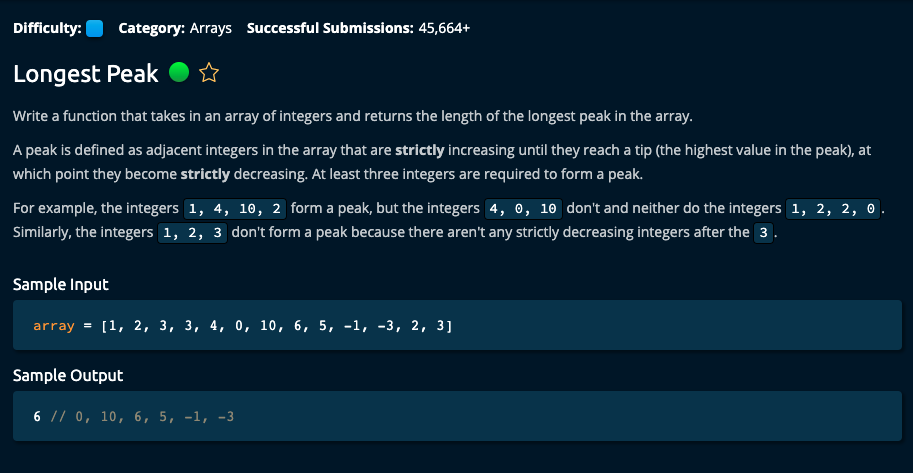 Difficulty: Category: Arrays Successful Submissions: 45,664+
Longest Peak
Write a function that takes in an array of integers and returns the length of the longest peak in the array.
A peak is defined as adjacent integers in the array that are strictly increasing until they reach a tip (the highest value in the peak), at
which point they become strictly decreasing. At least three integers are required to form a peak.
For example, the integers 1, 4, 10, 2 form a peak, but the integers 4, 0, 10 don't and neither do the integers 1, 2, 2, 0.
Similarly, the integers 1, 2, 3 don't form a peak because there aren't any strictly decreasing integers after the 3.
Sample Input
array = [1, 2, 3, 3, 4, 0, 10, 6, 5, -1, -3, 2, 3]
Sample Output
6 // 0, 10, 6, 5, -1, -3